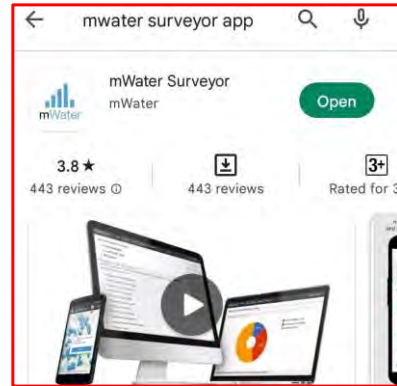 mwater surveyor app
mWater Surveyor
mWater
mWater
Open
3.8 ★
3+
443 reviews
443 reviews
Rated for 3